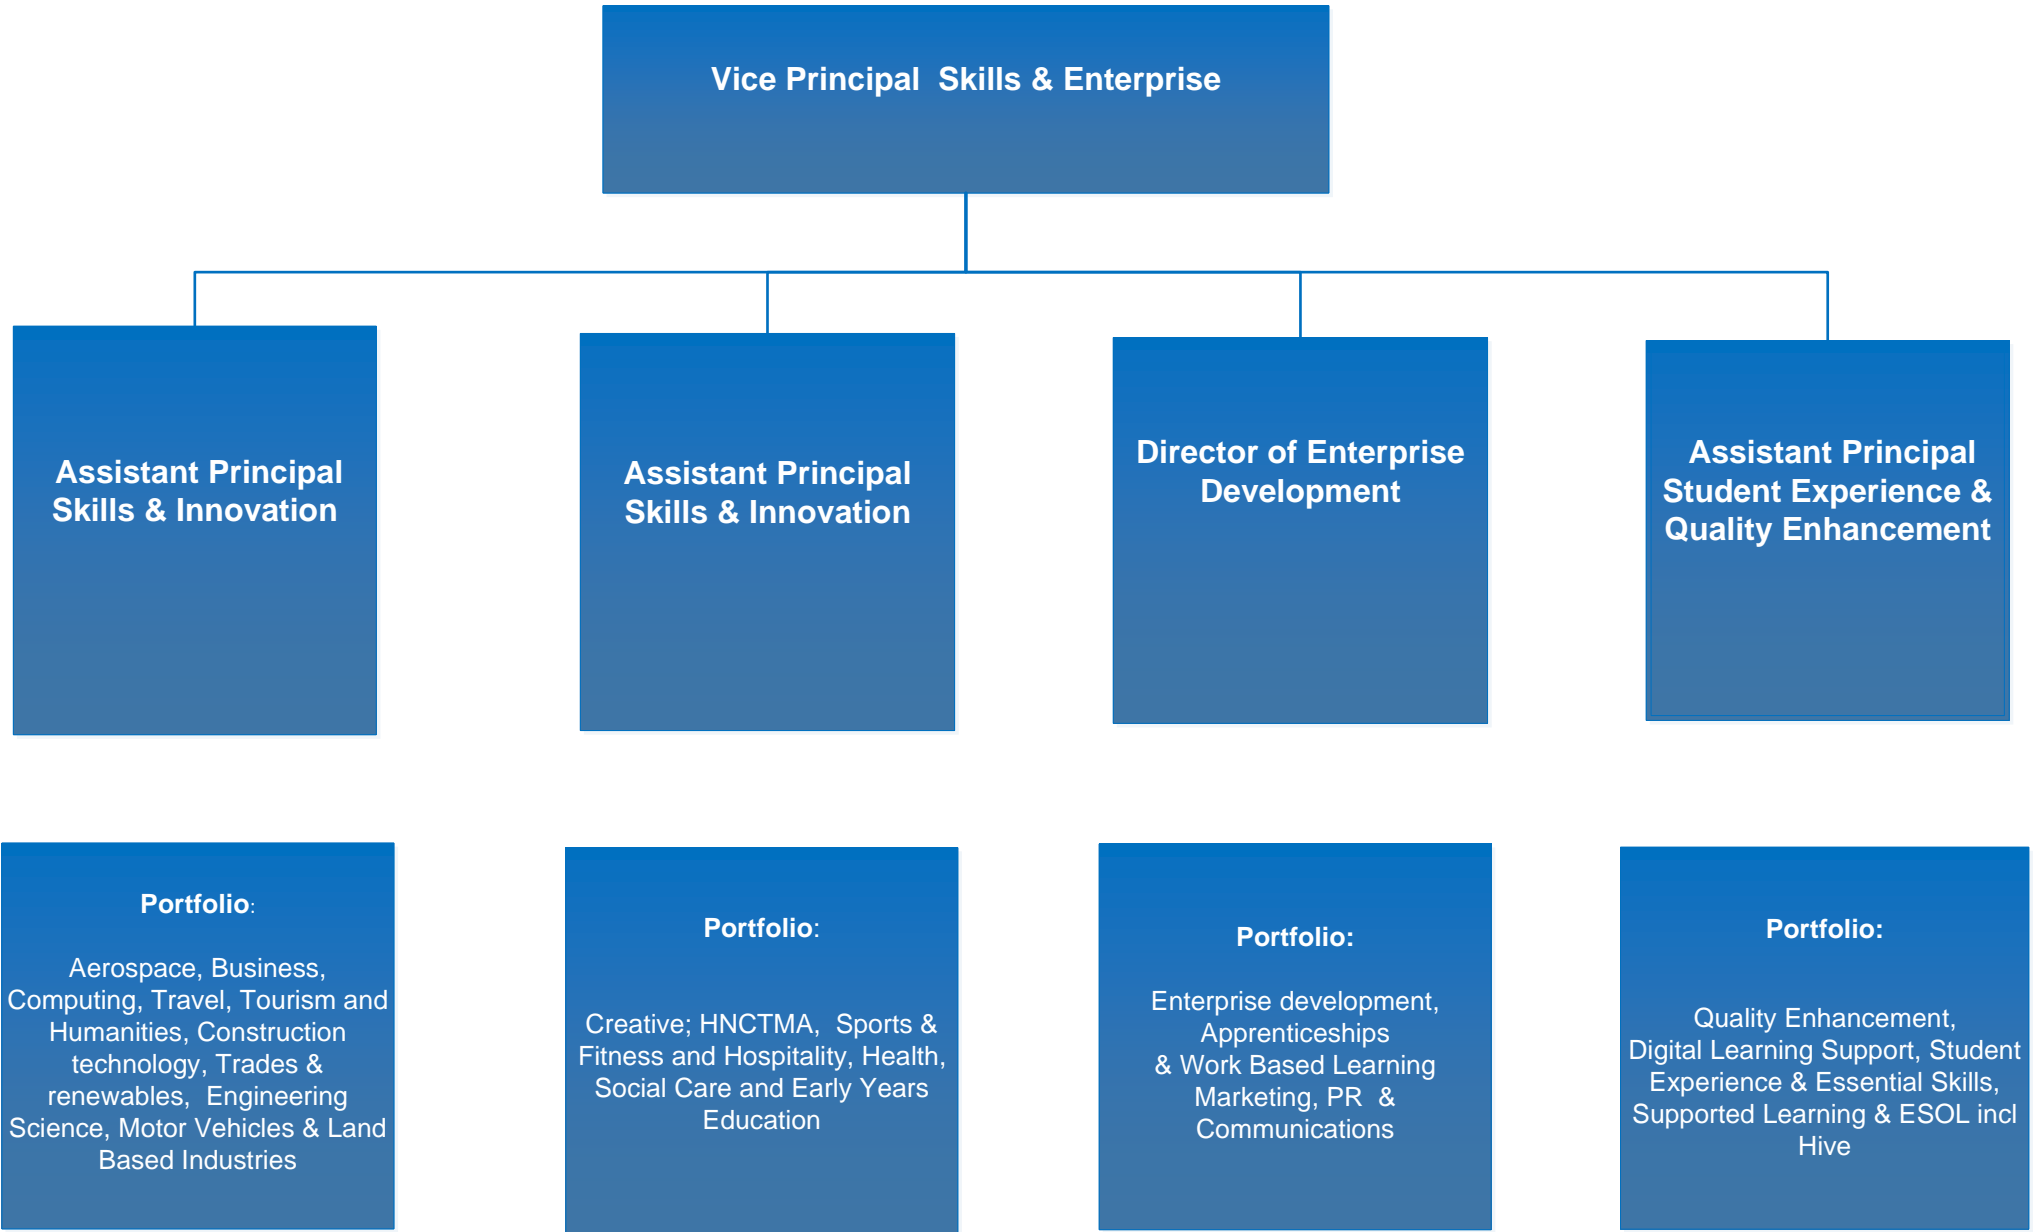 Vice Principal  Skills & Enterprise
Assistant Principal
Skills & Innovation
Assistant Principal
Skills & Innovation
Director of Enterprise
Development
Assistant Principal
Student Experience &
Quality Enhancement
Portfolio:
Aerospace, Business,
Computing, Travel, Tourism and
Humanities, Construction
technology, Trades &
renewables,  Engineering
Science, Motor Vehicles & Land
Based Industries
Portfolio:
Creative; HNCTMA,  Sports &
Fitness and Hospitality, Health,
Social Care and Early Years
Education
Portfolio:
Enterprise development,
Apprenticeships
& Work Based Learning
Marketing, PR  &
Communications
Portfolio:
Quality Enhancement,
Digital Learning Support, Student
Experience & Essential Skills,
Supported Learning & ESOL incl
Hive